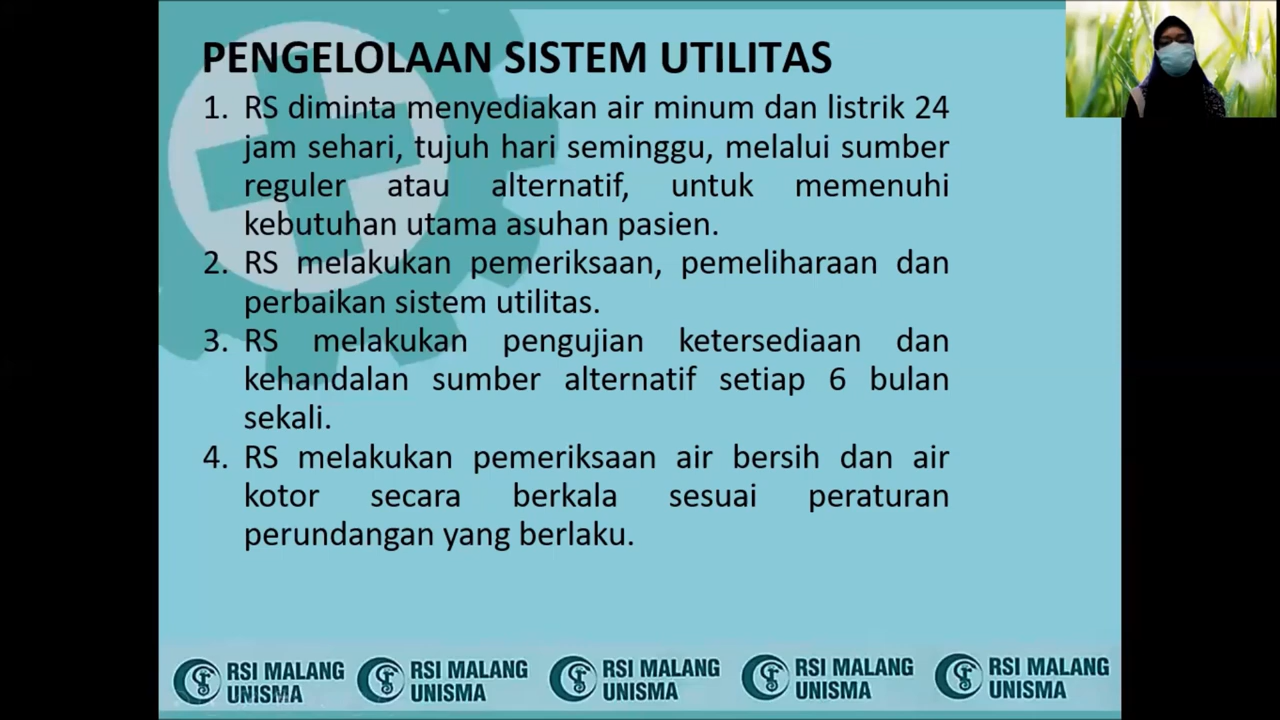 PENGELOLAAN SISTEM UTILITAS
1. RS diminta menyediakan air minum dan listrik 24
jam sehari, tujuh hari seminggu, melalui sumber
reguler atau alternatif, untuk memenuhi
kebutuhan utama asuhan pasien.
2. RS melakukan pemeriksaan, pemeliharaan dan
perbaikan sistem utilitas.
3. RS melakukan pengujian ketersediaan dan
kehandalan sumber alternatif setiap 6 bulan
sekali.
4. RS melakukan pemeriksaan air bersih dan air
kotor secara berkala sesuai peraturan
perundangan yang berlaku.
RSI MALANG
UNISMA
RSI MALANG
UNISMA
RSI MALANG
UNISMA
RSI MALANG
UNISMA
RSI MALANG
UNISMA